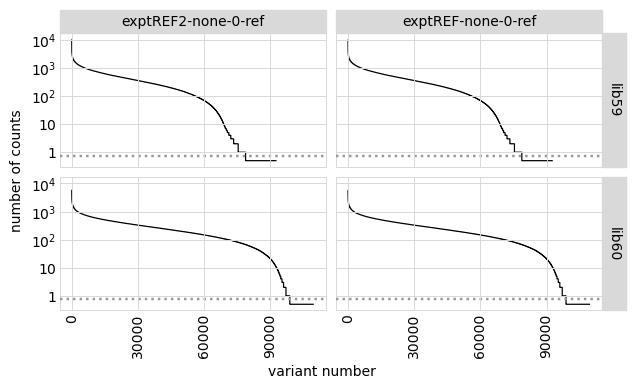 exptREF2-none-0-ref exptREF-none-0-ref
number of counts
10⁴
10³
10²
10
1
lib59
10⁴
10³
10²
10
1
lib60
0 30000 60000 90000 0 30000 60000 90000
variant number